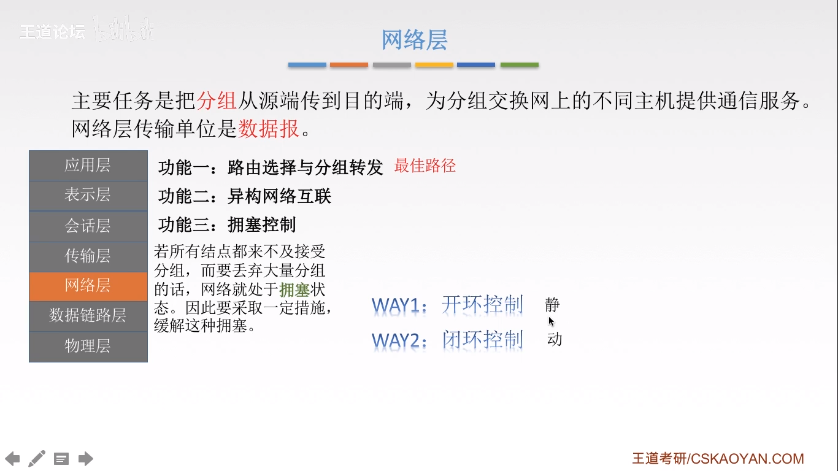 王道论坛
网络层
主要任务是把分组从源端传到目的端，为分组交换网上的不同主机提供通信服务。
网络层传输单位是数据报。
应用层
表示层
会话层
传输层
网络层
数据链路层
物理层
功能一：路由选择与分组转发 最佳路径
功能二：异构网络互联
功能三：拥塞控制
若所有结点都来不及接受
分组，而要丢弃大量分组
的话，网络就处于拥塞状
态。因此要采取一定措施，
缓解这种拥塞。
WAY1：开环控制 静
WAY2：闭环控制 动
王道考研/CSKAOYAN.COM